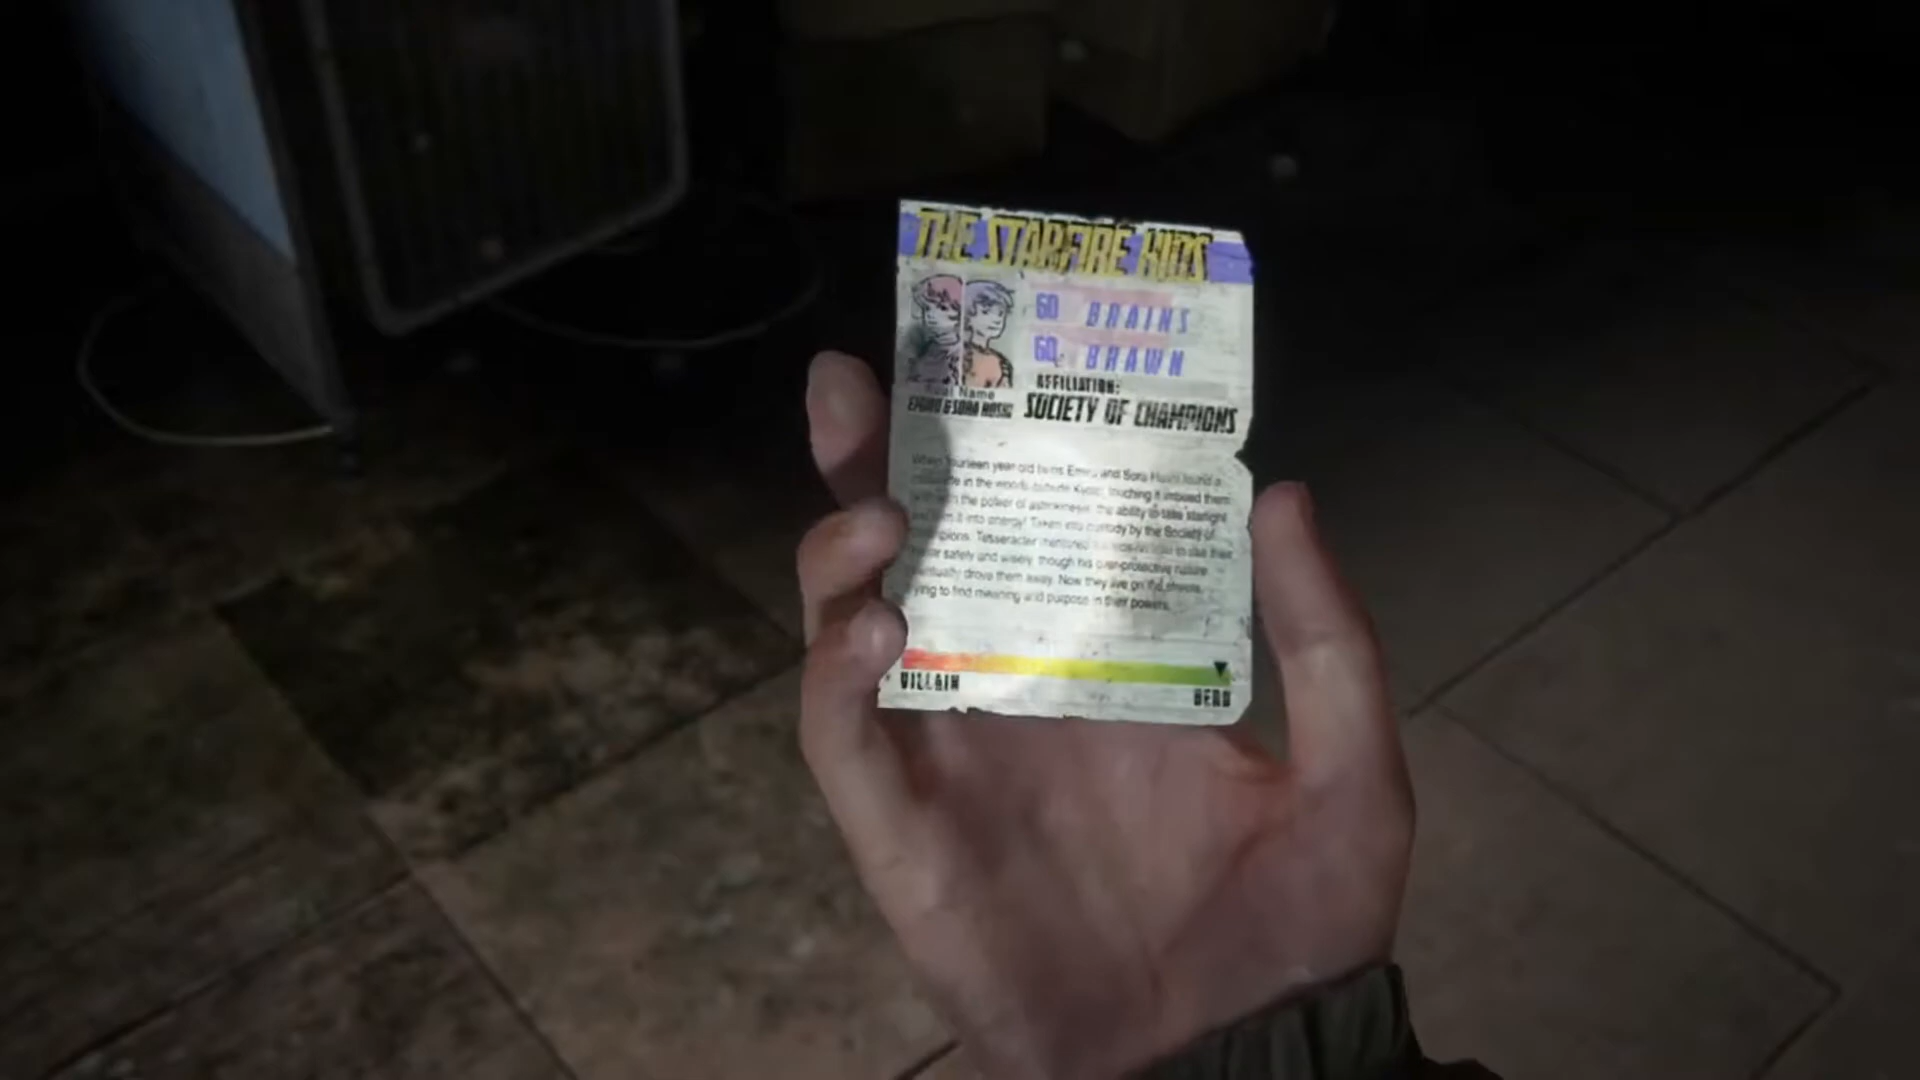 THE STARFIRE KIDS
60 BRAINS
60 BRAWN
AFFILIATION:
Real Name
SOCIETY OF CHAMPIONS
When fourteen year old twins and Sora found a
in the woods outside touching it imbued them
the power of astrokinesis, the ability to take starlight
and turn it into energy! Taken into custody by the Society of
Champions, Tesseracter mentored to use their
safely and wisely, though his over-protective nature
eventually drove them away. Now they live on the streets,
trying to find meaning and purpose in their powers.
VILLAIN
HERO